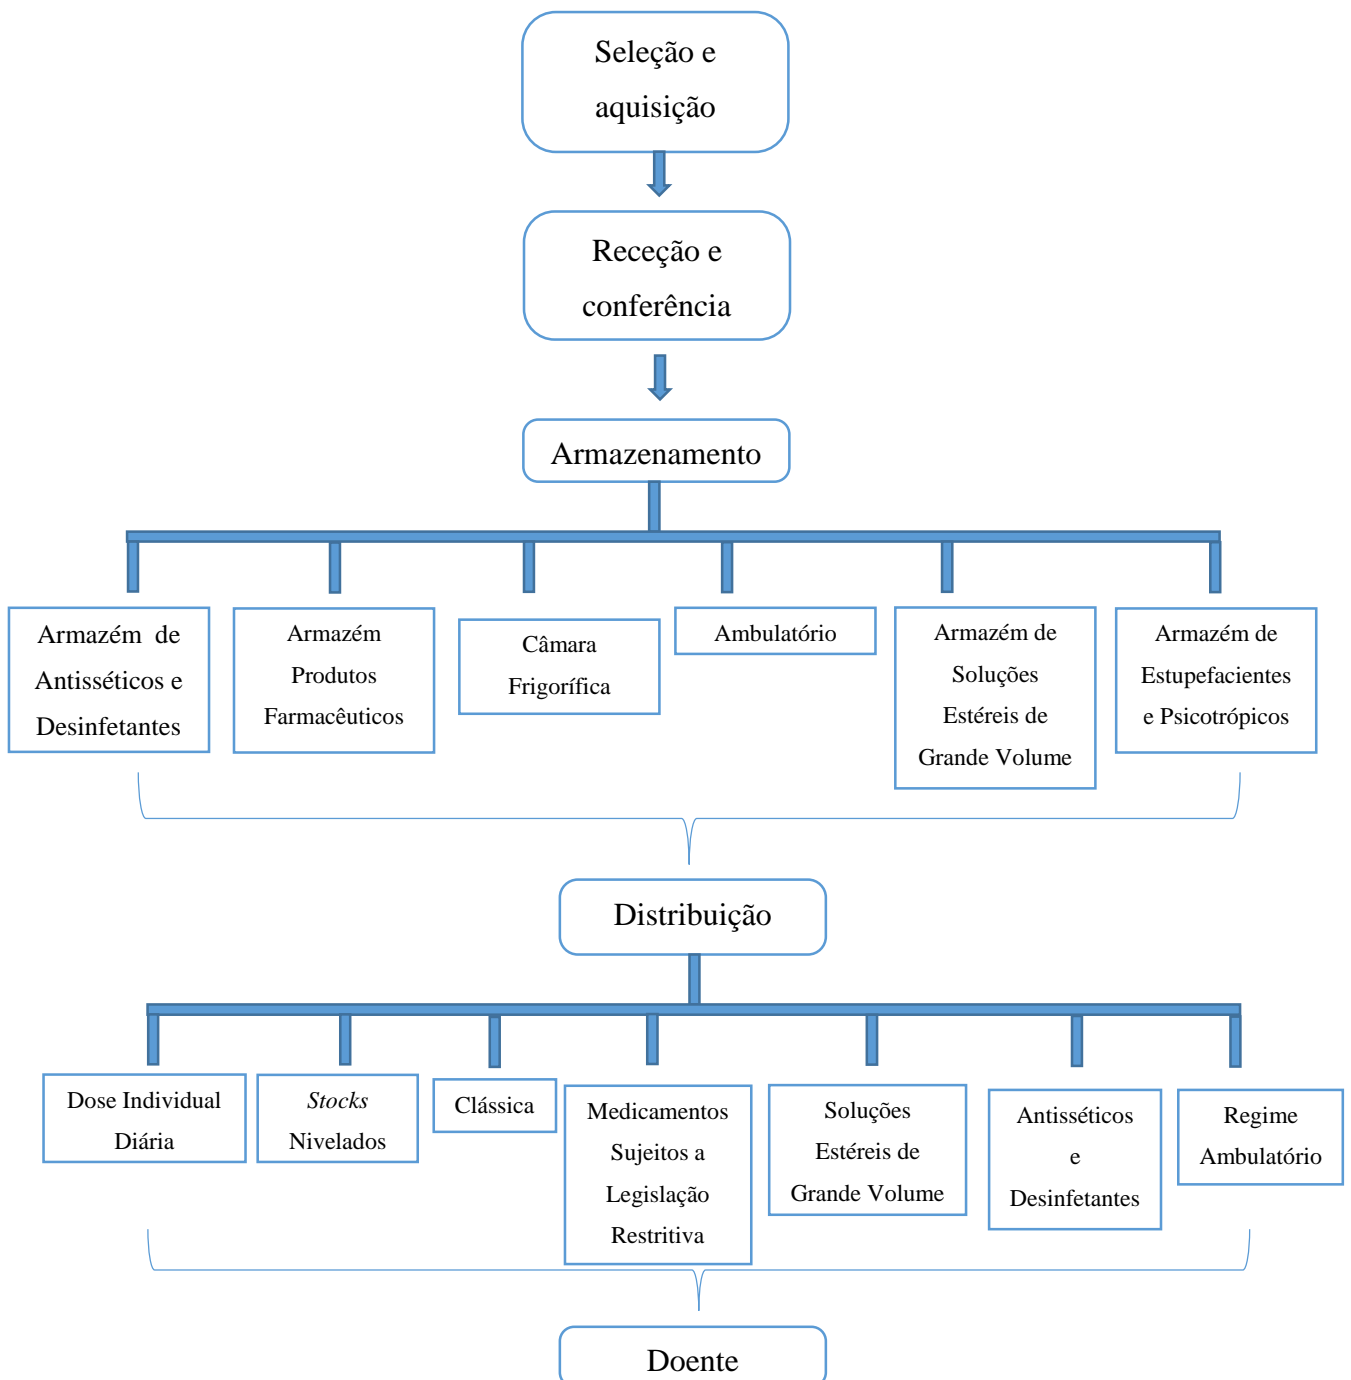 Seleção e
aquisição
Receção e
conferência
Armazenamento
Armazém de
Antisséticos e
Desinfetantes
Armazém
Produtos
Farmacêuticos
Câmara
Frigorífica
Ambulatório
Armazém de
Soluções
Estéreis de
Grande Volume
Armazém de
Estupefacientes
e Psicotrópicos
Distribuição
Dose Individual
Diária
Stocks
Nivelados
Clássica
Medicamentos
Sujeitos a
Legislação
Restritiva
Soluções
Estéreis de
Grande Volume
Antisséticos
e
Desinfetantes
Regime
Ambulatório
Doente